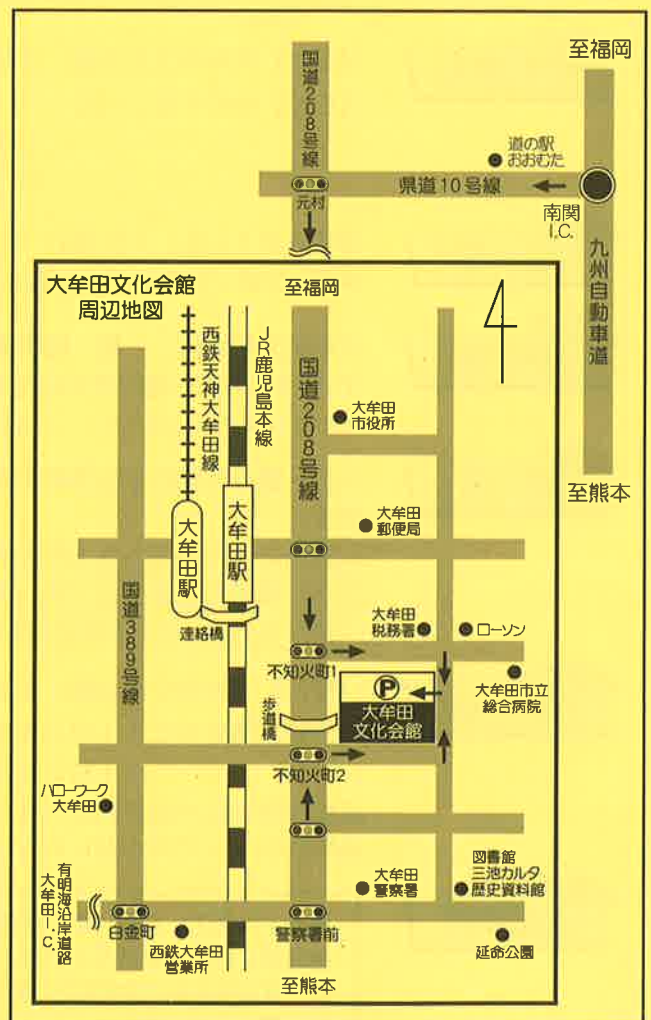 国道208号線
至福岡
道の駅
おおむた
県道10号線
元村
南関
I.C.
九州自動車道
至熊本
大牟田文化会館
周辺地図
至福岡
西鉄天神大牟田線
JR鹿児島本線
国道208号線
大牟田
市役所
大牟田
郵便局
大牟田駅
大牟田駅
国道389号線
連絡橋
大牟田
税務署
ローソン
不知火町1
大牟田市立
総合病院
P
大牟田
文化会館
歩道橋
不知火町2
ハローワーク
大牟田
有明海沿岸道路
大牟田I.C.
大牟田
警察署
図書館
三池カルタ
歴史資料館
白金町
西鉄大牟田
営業所
警察署前
延命公園
至熊本